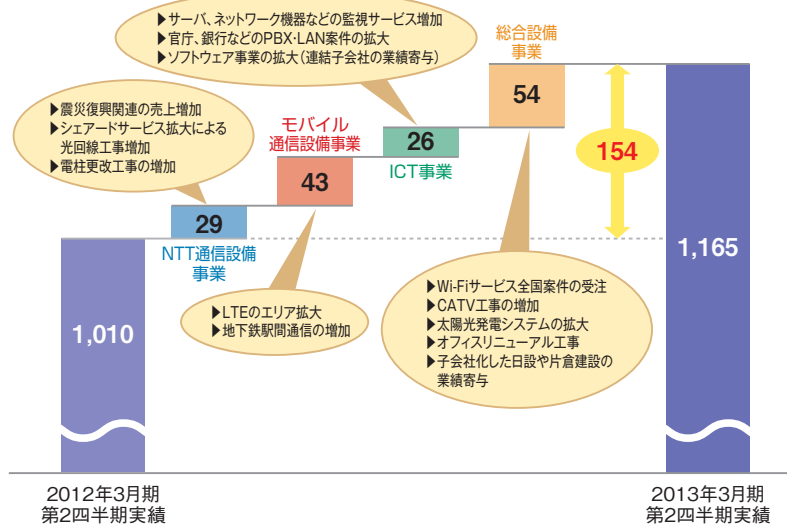 ▶サーバ、ネットワーク機器などの監視サービス増加
▶官庁、銀行などのPBX・LAN案件の拡大
▶ソフトウェア事業の拡大（連結子会社の業績寄与）
総合設備
事業
54
▶震災復興関連の売上増加
▶シェアードサービス拡大による
光回線工事増加
▶電柱更改工事の増加
モバイル
通信設備事業
43
26
ICT事業
154
29
NTT通信設備
事業
1,010
1,165
▶LTEのエリア拡大
▶地下鉄駅間通信の増加
▶Wi-Fiサービス全国案件の受注
▶CATV工事の増加
▶太陽光発電システムの拡大
▶オフィスリニューアル工事
▶子会社化した日設や片倉建設の
業績寄与
2012年3月期
第2四半期実績
2013年3月期
第2四半期実績